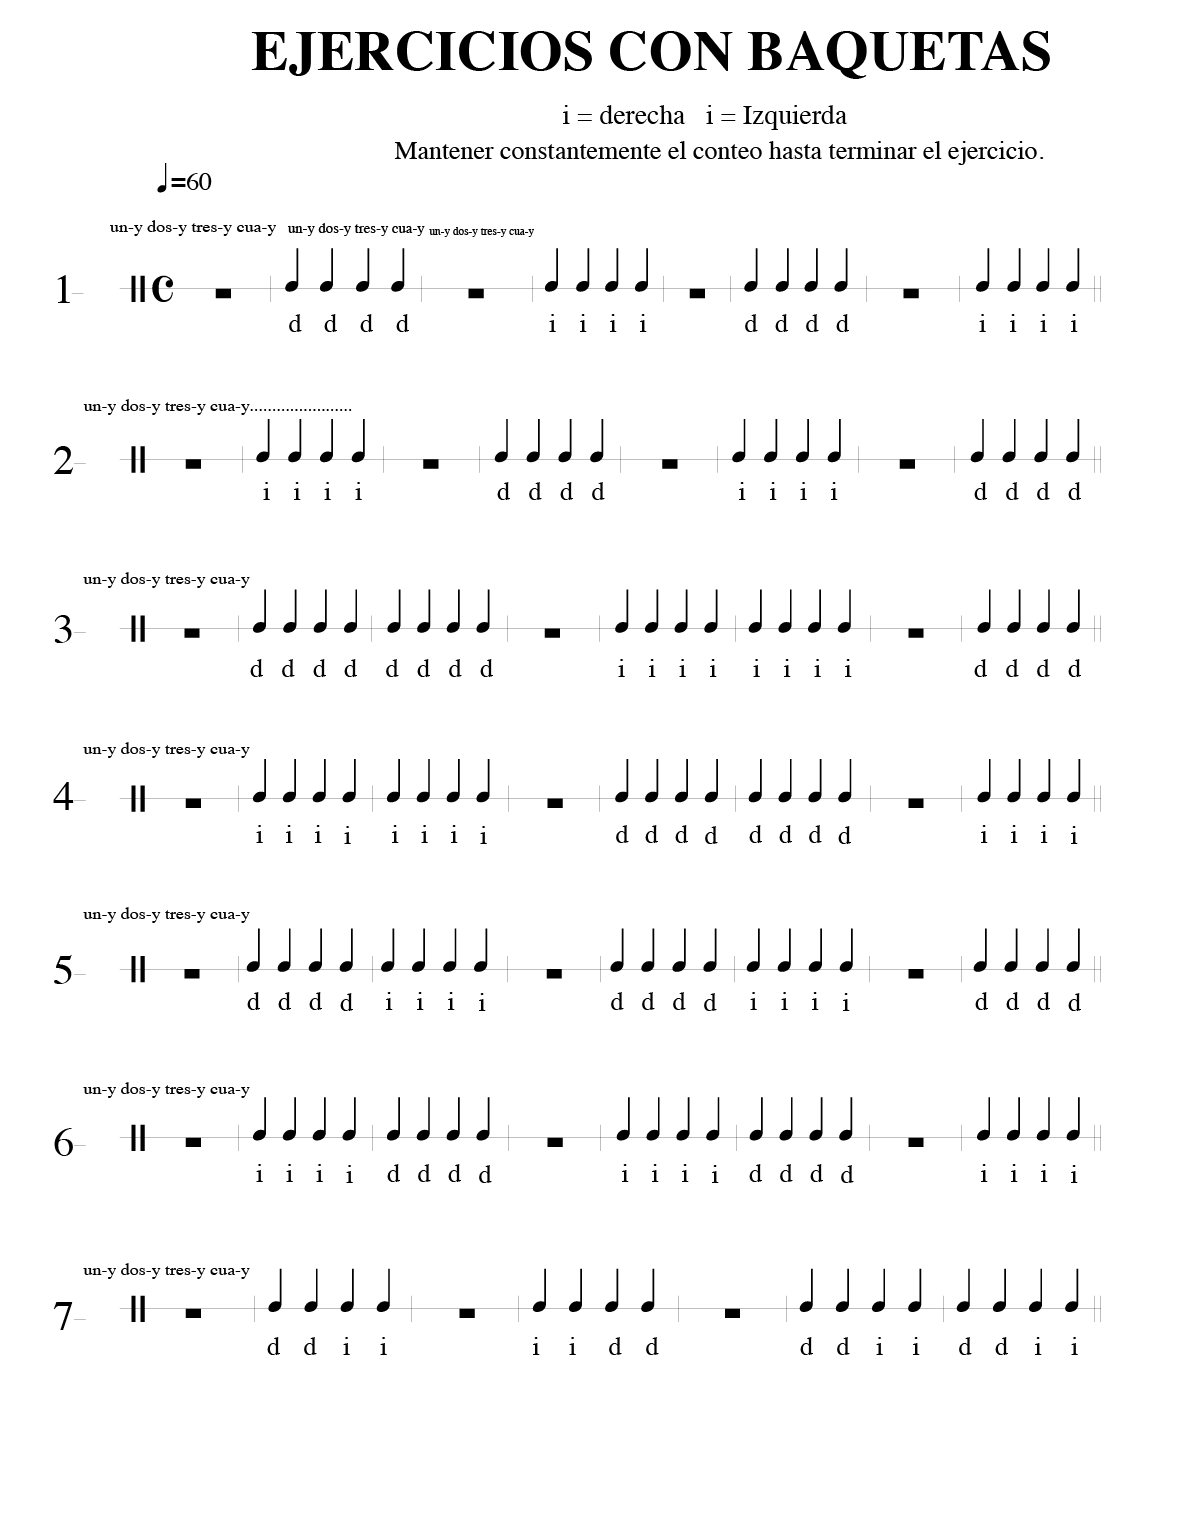 EJERCICIOS CON BAQUETAS
i = derecha   i = Izquierda
Mantener constantemente el conteo hasta terminar el ejercicio.
=60
un-y dos-y tres-y cua-y un-y dos-y tres-y cua-y un-y dos-y tres-y cua-y
1
d d d d i i i i d d d d i i i i
un-y dos-y tres-y cua-y.......................
2
i i i i d d d d i i i i d d d d
un-y dos-y tres-y cua-y
3
d d d d d d d d i i i i i i i i d d d d
un-y dos-y tres-y cua-y
4
i i i i i i i i d d d d d d d d i i i i
un-y dos-y tres-y cua-y
5
d d d d i i i i d d d d i i i i d d d d
un-y dos-y tres-y cua-y
6
i i i i d d d d i i i i d d d d i i i i
un-y dos-y tres-y cua-y
7
d d i i i i d d d d i i d d i i